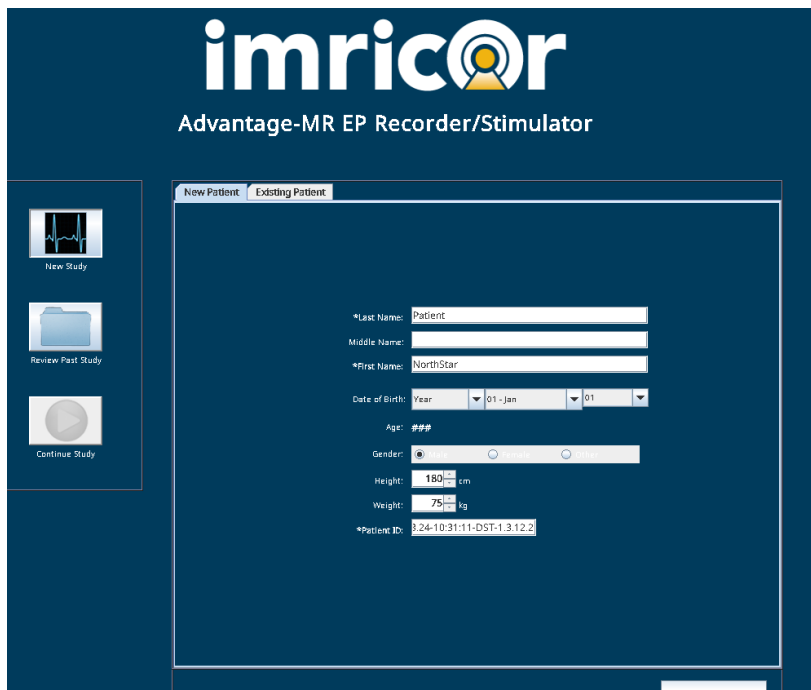 imricor
Advantage-MR EP Recorder/Stimulator
New Study
Review Past Study
Continue Study
New Patient Existing Patient
*Last Name: Patient
Middle Name:
*First Name: NorthStar
Date of Birth: Year 01 - Jan 01
Age: ###
Gender: Male Female Other
Height: 180 cm
Weight: 75 kg
*Patient ID: 3.24-10:31:11-DST-1.3.12.2